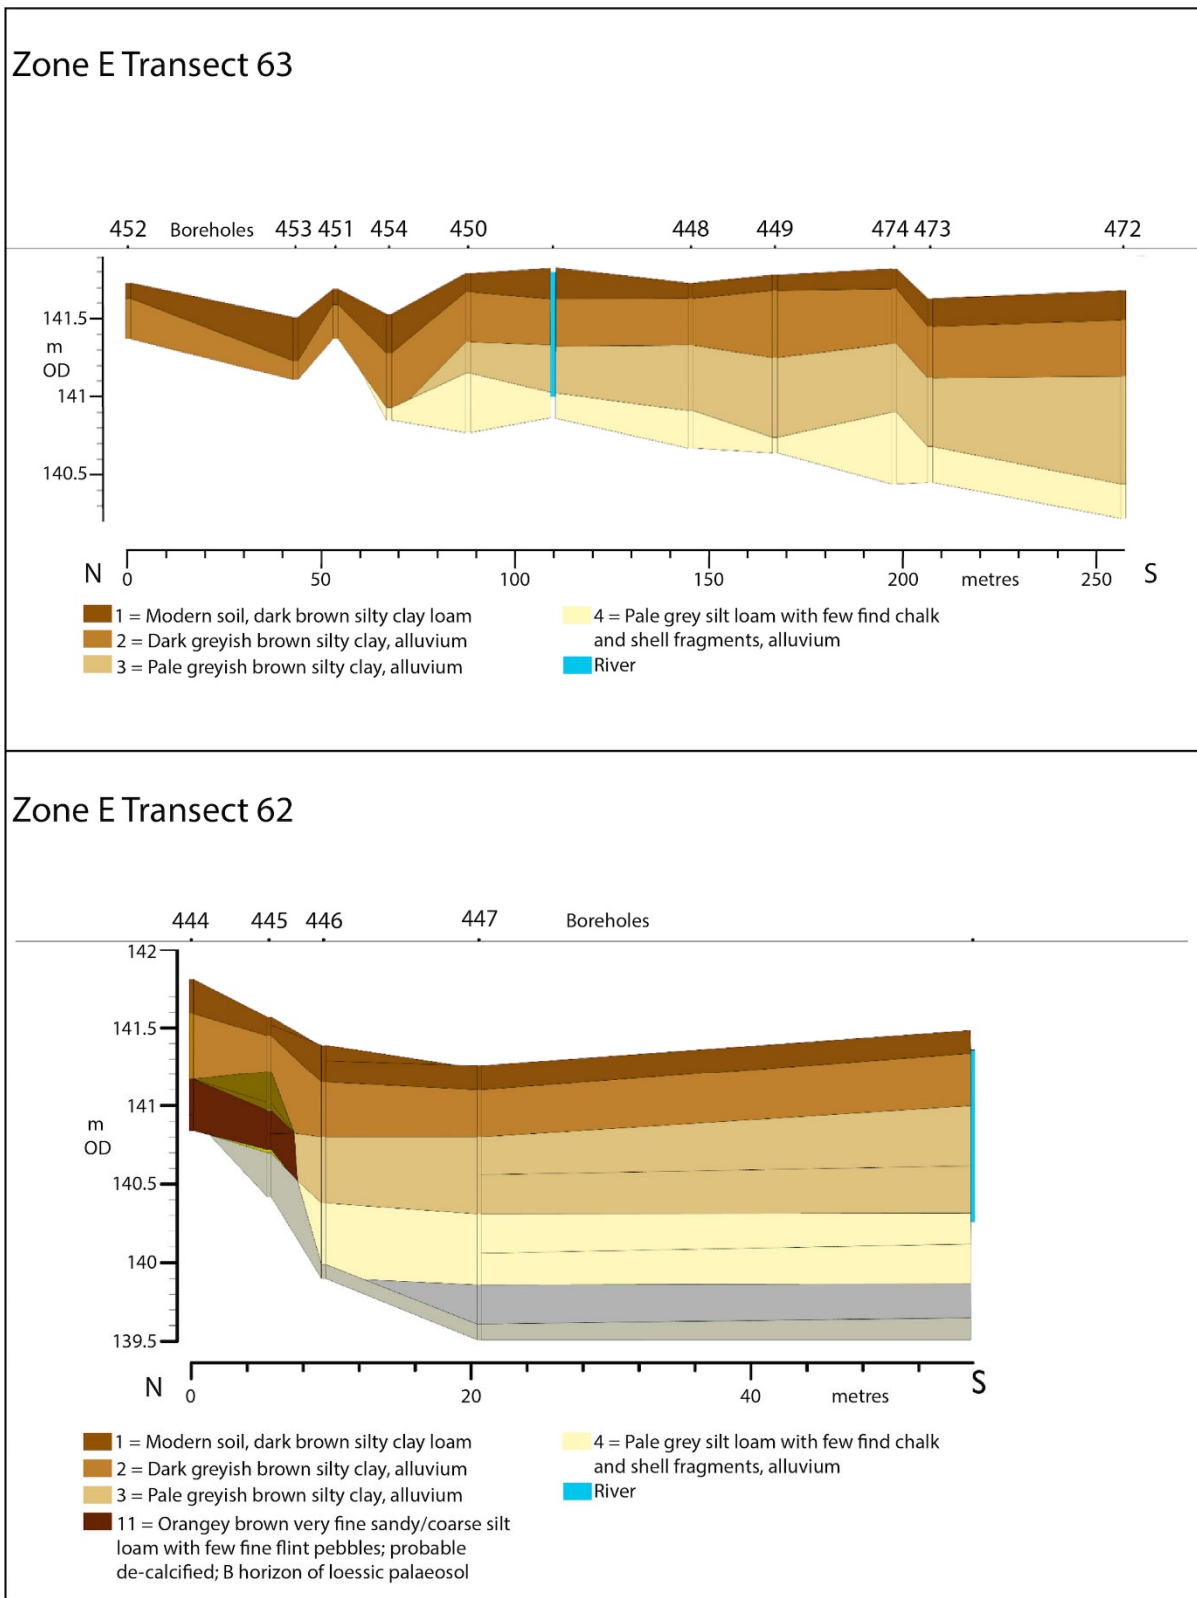 Zone E Transect 63
452 Boreholes 453 451 454 450 448 449 474 473 472
141.5
m
OD
141
140.5
N 0 50 100 150 200 metres 250 S
1 = Modern soil, dark brown silty clay loam
2 = Dark greyish brown silty clay, alluvium
3 = Pale greyish brown silty clay, alluvium
4 = Pale grey silt loam with few find chalk
and shell fragments, alluvium
River
Zone E Transect 62
444 445 446 447 Boreholes
142
141.5
141
m
OD
140.5
140
139.5
N 0 20 40 metres S
1 = Modern soil, dark brown silty clay loam
2 = Dark greyish brown silty clay, alluvium
3 = Pale greyish brown silty clay, alluvium
11 = Orangey brown very fine sandy/coarse silt
loam with few fine flint pebbles; probable
de-calcified; B horizon of loessic palaeosol
4 = Pale grey silt loam with few find chalk
and shell fragments, alluvium
River